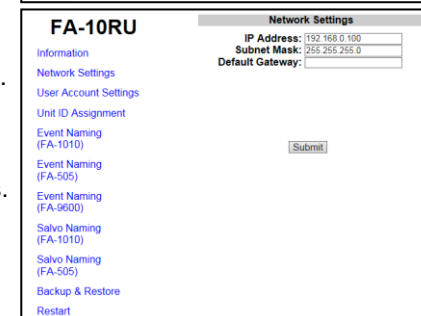 FA-10RU
Information
Network Settings
User Account Settings
Unit ID Assignment
Event Naming
(FA-1010)
Event Naming
(FA-505)
Event Naming
(FA-9600)
Salvo Naming
(FA-1010)
Salvo Naming
(FA-505)
Backup & Restore
Restart
Network Settings
IP Address: 192.168.0.100
Subnet Mask: 255.255.255.0
Default Gateway:
Submit